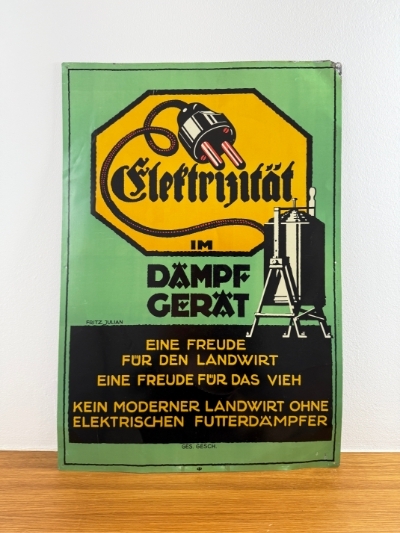 Elektrizität
IM
DÄMPF
GERÄT
FRITZ JULIAN
EINE FREUDE
FÜR DEN LANDWIRT
EINE FREUDE FÜR DAS VIEH
KEIN MODERNER LANDWIRT OHNE
ELEKTRISCHEN FUTTERDÄMPFER
GES. GESCH.